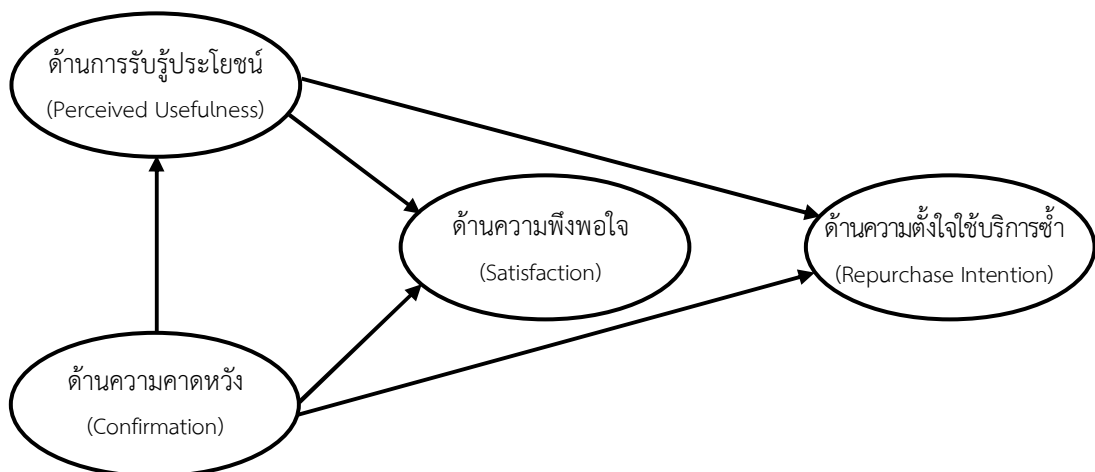 ด้านการรับรู้ประโยชน์
(Perceived Usefulness)
ด้านความพึงพอใจ
(Satisfaction)
ด้านความตั้งใจใช้บริการซ้ำ
(Repurchase Intention)
ด้านความคาดหวัง
(Confirmation)